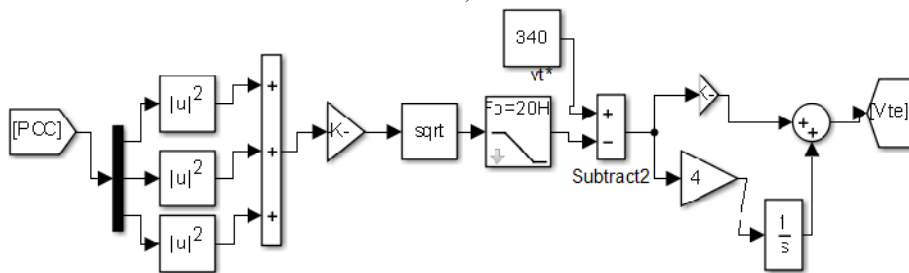 340
vt*
[PCC]
|u|²
|u|²
|u|²
+
+
+
-K-
sqrt
Fo=20H
+
−
Subtract2
K-
4
1
s
+
+
[Vte]